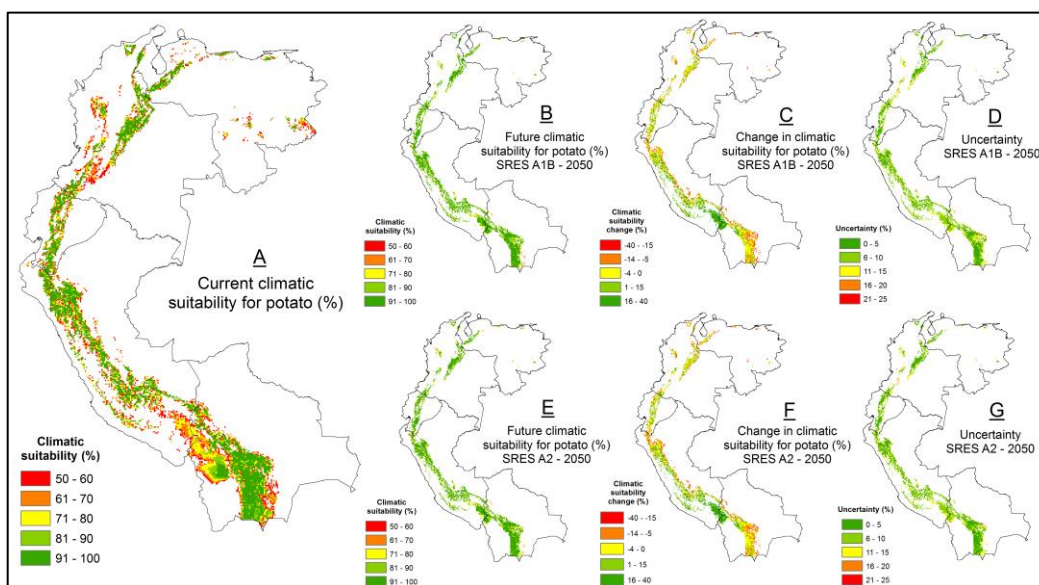 A
Current climatic
suitability for potato (%)
Climatic
suitability (%)
50 - 60
61 - 70
71 - 80
81 - 90
91 - 100
B
Future climatic
suitability for potato (%)
SRES A1B - 2050
Climatic
suitability (%)
50 - 60
61 - 70
71 - 80
81 - 90
91 - 100
C
Change in climatic
suitability for potato (%)
SRES A1B - 2050
Climatic
suitability
change (%)
-40 - -15
-14 - -5
-4 - 0
1 - 15
16 - 40
D
Uncertainty
SRES A1B - 2050
Uncertainty (%)
0 - 5
6 - 10
11 - 15
16 - 20
21 - 25
E
Future climatic
suitability for potato (%)
SRES A2 - 2050
Climatic
suitability (%)
50 - 60
61 - 70
71 - 80
81 - 90
91 - 100
F
Change in climatic
suitability for potato (%)
SRES A2 - 2050
Climatic
suitability
change (%)
-40 - -15
-14 - -5
-4 - 0
1 - 15
16 - 40
G
Uncertainty
SRES A2 - 2050
Uncertainty (%)
0 - 5
6 - 10
11 - 15
16 - 20
21 - 25